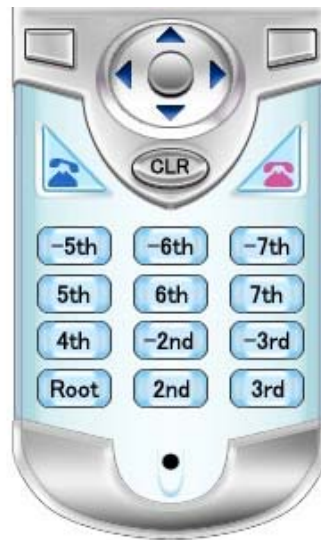 CLR
-5th -6th -7th
5th 6th 7th
4th -2nd -3rd
Root 2nd 3rd